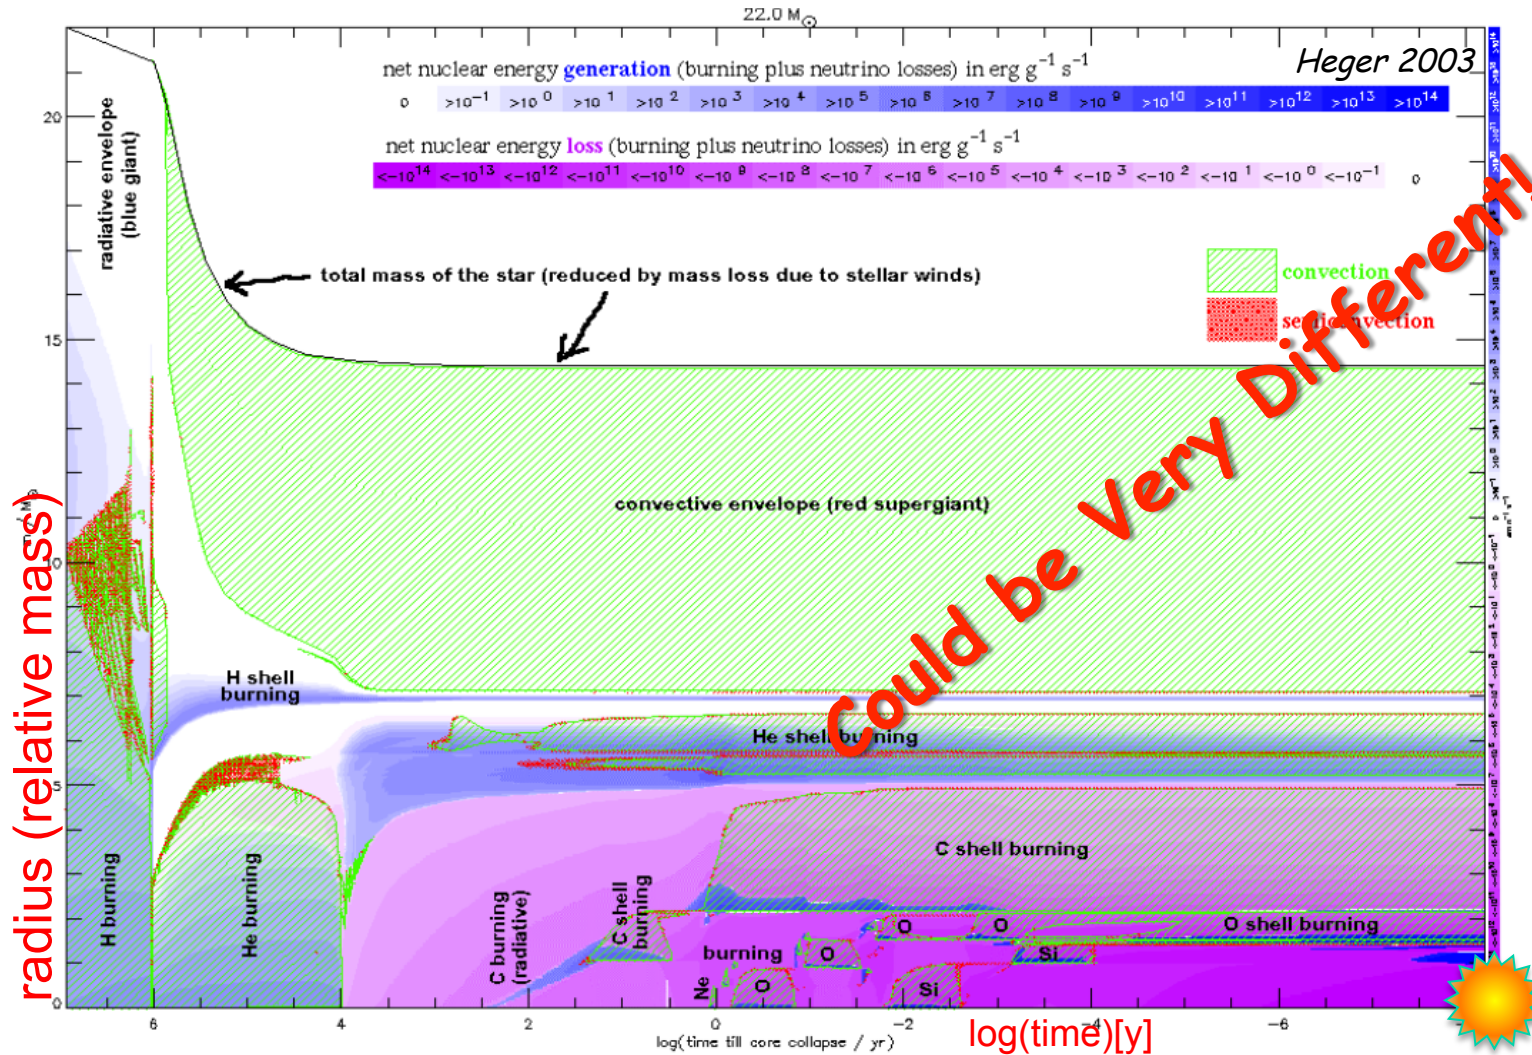 22.0 M☉
Heger 2003
net nuclear energy generation (burning plus neutrino losses) in erg g⁻¹ s⁻¹
0 >10⁻¹ >10⁰ >10¹ >10² >10³ >10⁴ >10⁵ >10⁶ >10⁷ >10⁸ >10⁹ >10¹⁰ >10¹¹ >10¹² >10¹³ >10¹⁴
net nuclear energy loss (burning plus neutrino losses) in erg g⁻¹ s⁻¹
<−10¹⁴ <−10¹³ <−10¹² <−10¹¹ <−10¹⁰ <−10⁹ <−10⁸ <−10⁷ <−10⁶ <−10⁵ <−10⁴ <−10³ <−10² <−10¹ <−10⁰ <−10⁻¹ 0
radiative envelope
(blue giant)
total mass of the star (reduced by mass loss due to stellar winds)
convection
semiconvection
Could be Very Different!
convective envelope (red supergiant)
radius (relative mass)
20
15
10
5
0
H shell
burning
He shell burning
C shell burning
H burning
He burning
C burning
(radiative)
C shell
burning
burning
Ne
O
O
O
O
O shell burning
Si
Si
6 4 2 0 −2 −4 −6
log(time till core collapse / yr)
log(time)[y]